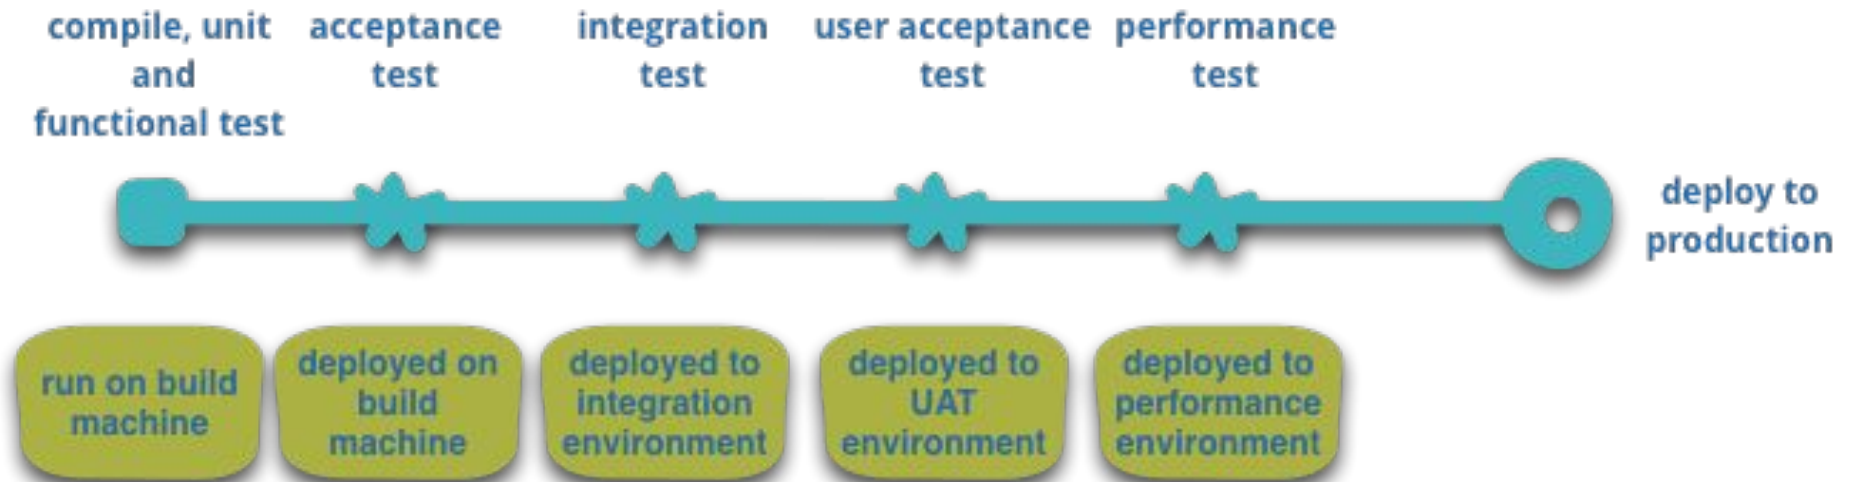 compile, unit
and
functional test
acceptance
test
integration
test
user acceptance
test
performance
test
deploy to
production
run on build
machine
deployed on
build
machine
deployed to
integration
environment
deployed to
UAT
environment
deployed to
performance
environment